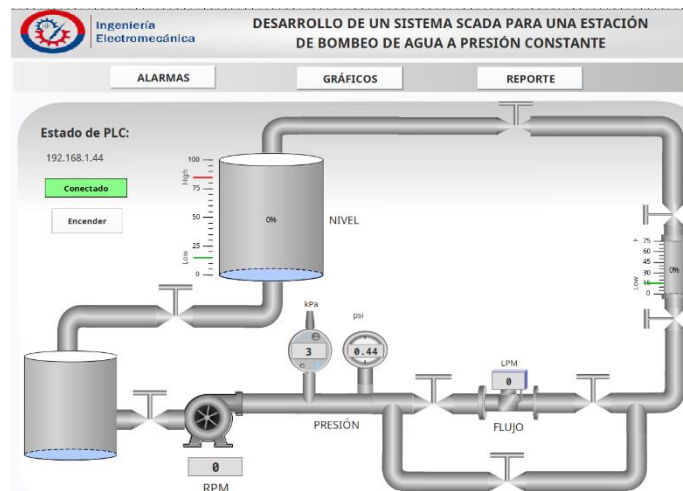 Ingeniería
Electromecánica
DESARROLLO DE UN SISTEMA SCADA PARA UNA ESTACIÓN
DE BOMBEO DE AGUA A PRESIÓN CONSTANTE
ALARMAS
GRÁFICOS
REPORTE
Estado de PLC:
192.168.1.44
Conectado
Encender
High
Low
100
75
50
25
0
0%
NIVEL
75
60
45
30
15
0
Low
0%
kPa
3
psi
0.44
PRESIÓN
LPM
0
FLUJO
0
RPM